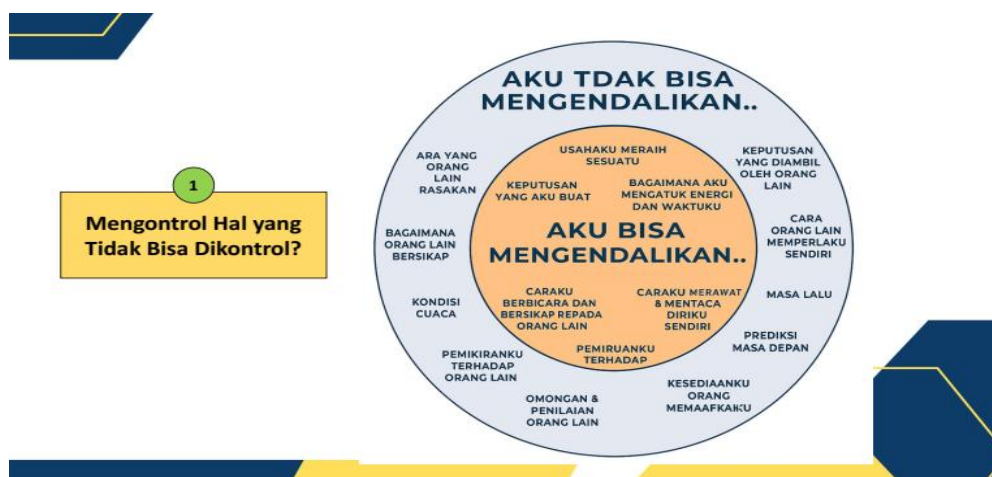 1
Mengontrol Hal yang
Tidak Bisa Dikontrol?
AKU TDAK BISA
MENGENDALIKAN..
ARA YANG
ORANG
LAIN
RASAKAN
BAGAIMANA
ORANG LAIN
BERSIKAP
KONDISI
CUACA
PEMIKIRANKU
TERHADAP
ORANG LAIN
OMONGAN &
PENILAIAN
ORANG LAIN
KESEDIAANKU
ORANG
MEMAAFKAKU
PREDIKSI
MASA DEPAN
MASA LALU
CARA
ORANG LAIN
MEMPERLAKU
SENDIRI
KEPUTUSAN
YANG DIAMBIL
OLEH ORANG
LAIN
USAHAKU MERAIH
SESUATU
KEPUTUSAN
YANG AKU BUAT
BAGAIMANA AKU
MENGATUK ENERGI
DAN WAKTUKU
AKU BISA
MENGENDALIKAN..
CARAKU
BERBICARA DAN
BERSIKAP REPADA
ORANG LAIN
CARAKU MERAWAT
& MENTACA
DIRIKU
SENDIRI
PEMIRUANKU
TERHADAP